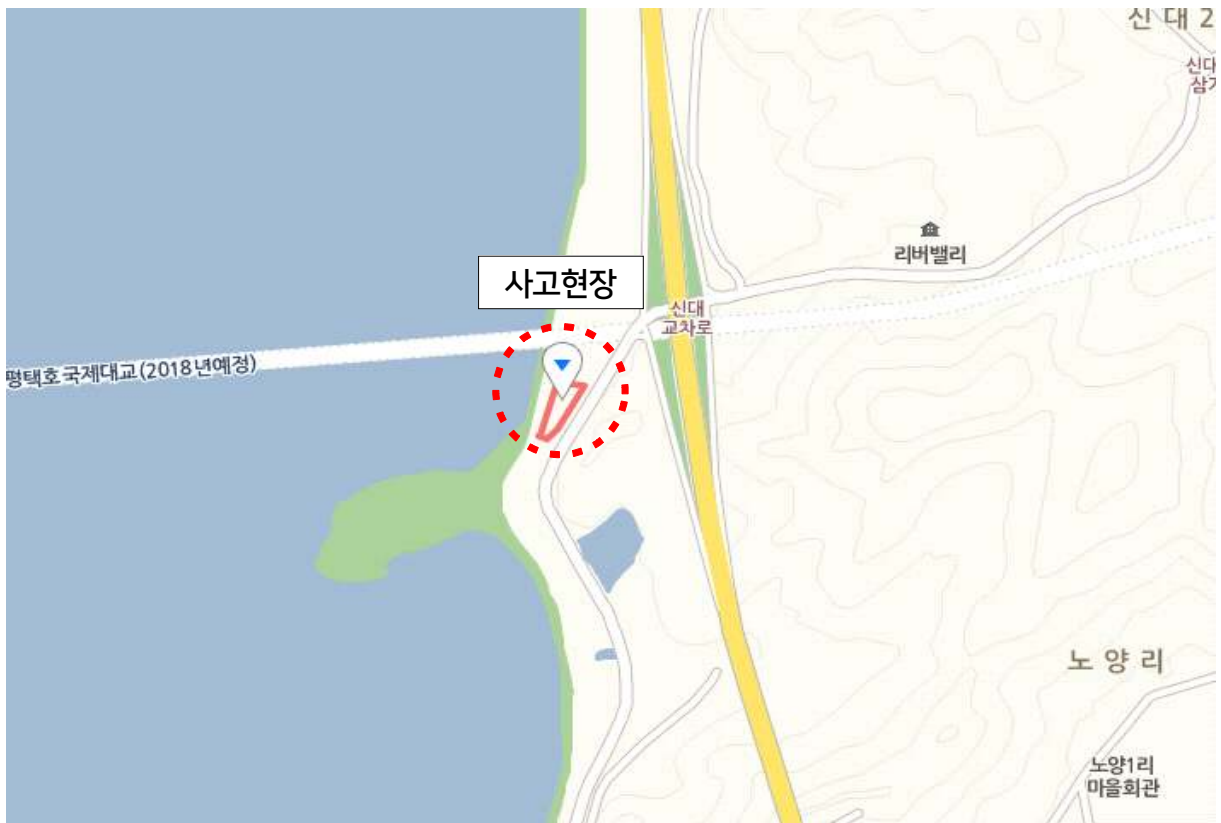 신 대 2
신대
삼거
리버밸리
사고현장
신대
교차로
평택호국제대교(2018년예정)
노 양 리
노양1리
마을회관